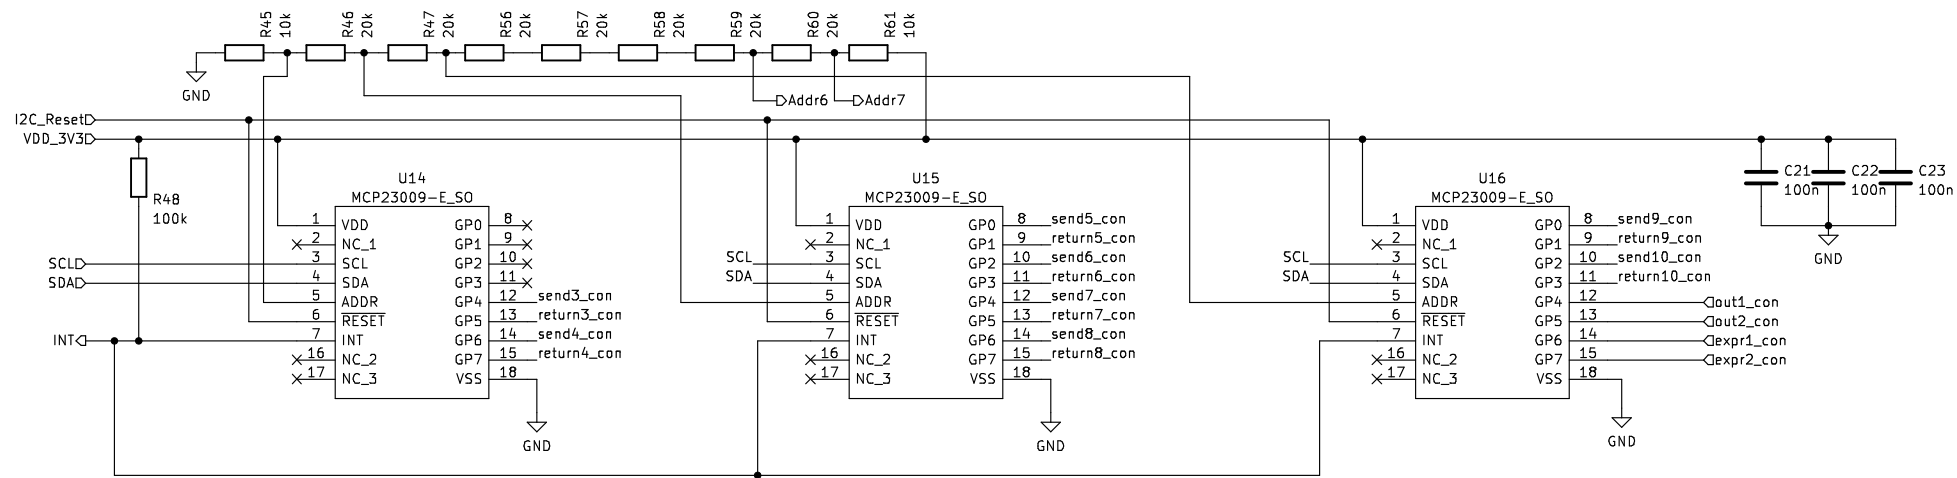 R45 10k
R46 20k
R47 20k
R56 20k
R57 20k
R58 20k
R59 20k
R60 20k
R61 10k
GND
Addr6
Addr7
I2C_Reset
VDD_3V3
R48
100k
SCL
SDA
INT
U14
MCP23009-E_SO
1 VDD GP0 8
2 NC_1 GP1 9
3 SCL GP2 10
4 SDA GP3 11
5 ADDR GP4 12 send3_con
6 RESET GP5 13 return3_con
7 INT GP6 14 send4_con
16 NC_2 GP7 15 return4_con
17 NC_3 VSS 18
GND
U15
MCP23009-E_SO
1 VDD GP0 8 send5_con
2 NC_1 GP1 9 return5_con
SCL 3 SCL GP2 10 send6_con
SDA 4 SDA GP3 11 return6_con
5 ADDR GP4 12 send7_con
6 RESET GP5 13 return7_con
7 INT GP6 14 send8_con
16 NC_2 GP7 15 return8_con
17 NC_3 VSS 18
GND
U16
MCP23009-E_SO
1 VDD GP0 8 send9_con
2 NC_1 GP1 9 return9_con
SCL 3 SCL GP2 10 send10_con
SDA 4 SDA GP3 11 return10_con
5 ADDR GP4 12 out1_con
6 RESET GP5 13 out2_con
7 INT GP6 14 expr1_con
16 NC_2 GP7 15 expr2_con
17 NC_3 VSS 18
GND
C21
100n
C22
100n
C23
100n
GND